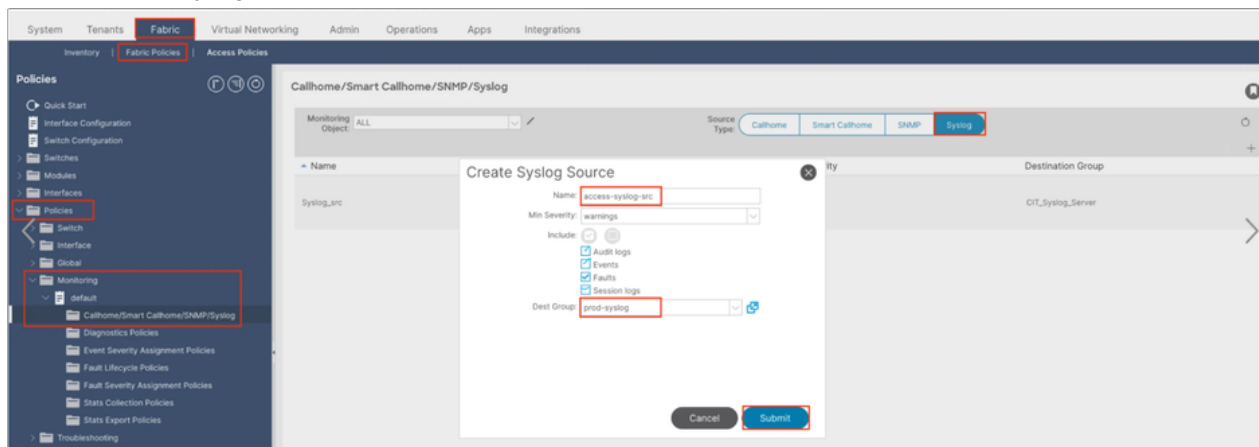 System Tenants Fabric Virtual Networking Admin Operations Apps Integrations
Inventory | Fabric Policies | Access Policies
Policies
Quick Start
Interface Configuration
Switch Configuration
Switches
Modules
Interfaces
Policies
Switch
Interface
Global
Monitoring
default
Callhome/Smart Callhome/SNMP/Syslog
Diagnostics Policies
Event Severity Assignment Policies
Fault Lifecycle Policies
Fault Severity Assignment Policies
Stats Collection Policies
Stats Export Policies
Troubleshooting
Callhome/Smart Callhome/SNMP/Syslog
Monitoring Object: ALL
Source Type: Callhome Smart Callhome SNMP Syslog
Name ity Destination Group
Syslog_src CIT_Syslog_Server
Create Syslog Source
Name: access-syslog-src
Min Severity: warnings
Include:
Audit logs
Events
Faults
Session logs
Dest Group: prod-syslog
Cancel Submit